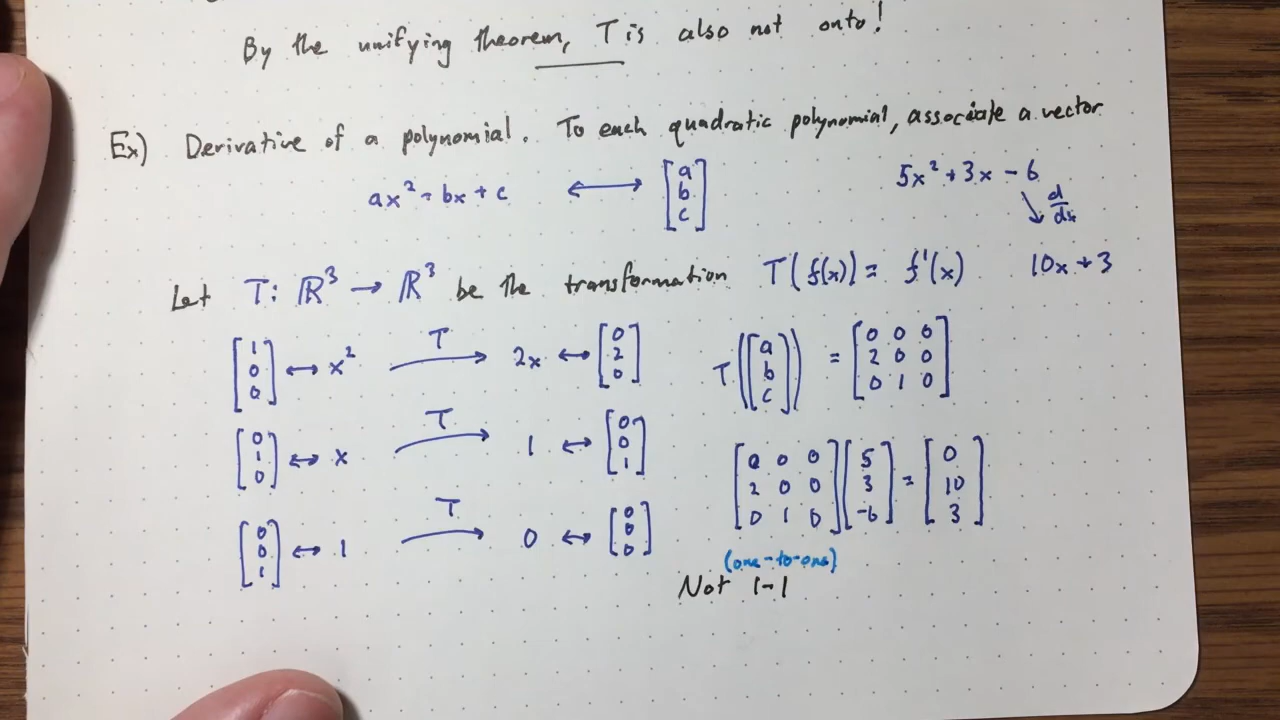 By the unifying theorem, T is also not onto!
Ex) Derivative of a polynomial. To each quadratic polynomial, associate a vector
ax² + bx + c ⟷ [a b c]
5x² + 3x − 6
↘ d/dx
10x + 3
Let T: ℝ³ → ℝ³ be the transformation T(f(x)) = f'(x)
[1 0 0] ↔ x² —T→ 2x ↔ [0 2 0]
[0 1 0] ↔ x —T→ 1 ↔ [0 0 1]
[0 0 1] ↔ 1 —T→ 0 ↔ [0 0 0]
T([a b c]) = [0 0 0; 2 0 0; 0 1 0]
[0 0 0; 2 0 0; 0 1 0] [5 3 -6] = [0 10 3]
(one-to-one)
Not 1-1